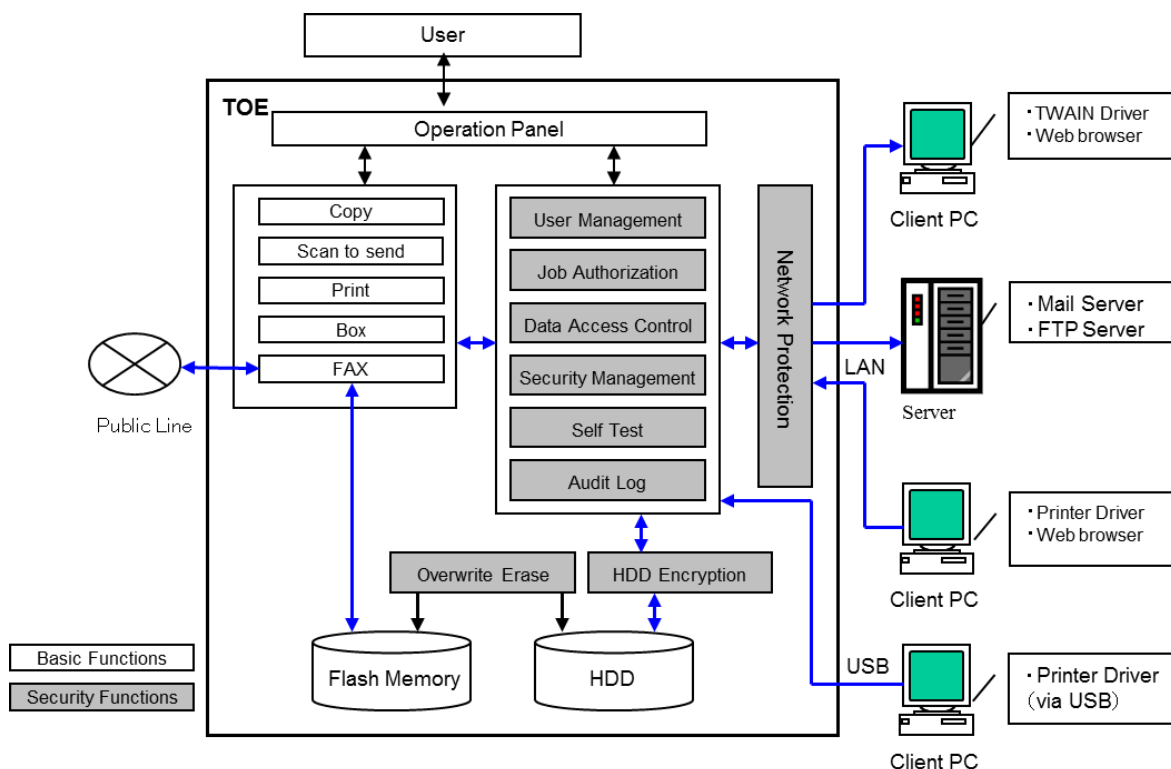 User
TOE
Operation Panel
Copy
Scan to send
Print
Box
FAX
Public Line
User Management
Job Authorization
Data Access Control
Security Management
Self Test
Audit Log
Network Protection
Overwrite Erase
HDD Encryption
Flash Memory
HDD
LAN
USB
・TWAIN Driver
・Web browser
Client PC
・Mail Server
・FTP Server
Server
・Printer Driver
・Web browser
Client PC
・Printer Driver
（via USB）
Client PC
Basic Functions
Security Functions